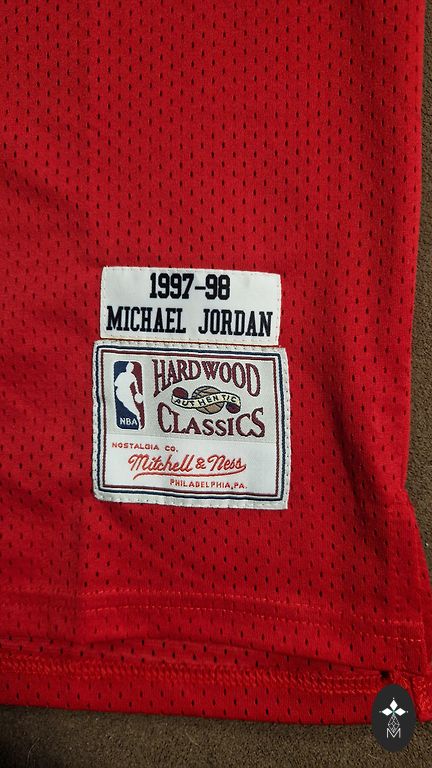 1997-98
MICHAEL JORDAN
HARDWOOD
AUTHENTIC
CLASSICS
NBA
NOSTALGIA CO.
Mitchell & Ness
PHILADELPHIA, PA.
M